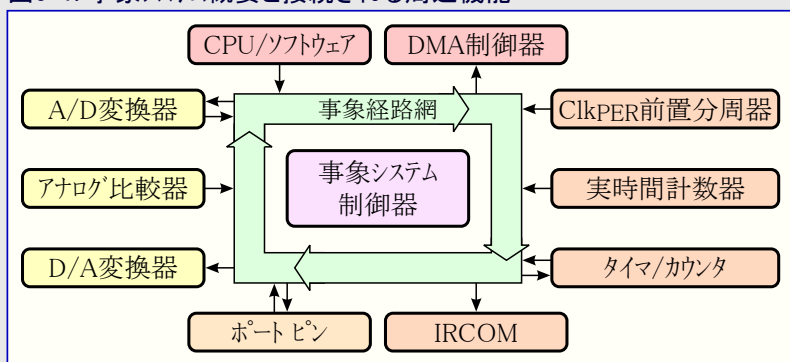 CPU/ソフトウェア
DMA制御器
A/D変換器
事象経路網
ClkPER前置分周器
アナログ比較器
事象システム
制御器
実時間計数器
D/A変換器
タイマ/カウンタ
ポート ピン
IRCOM